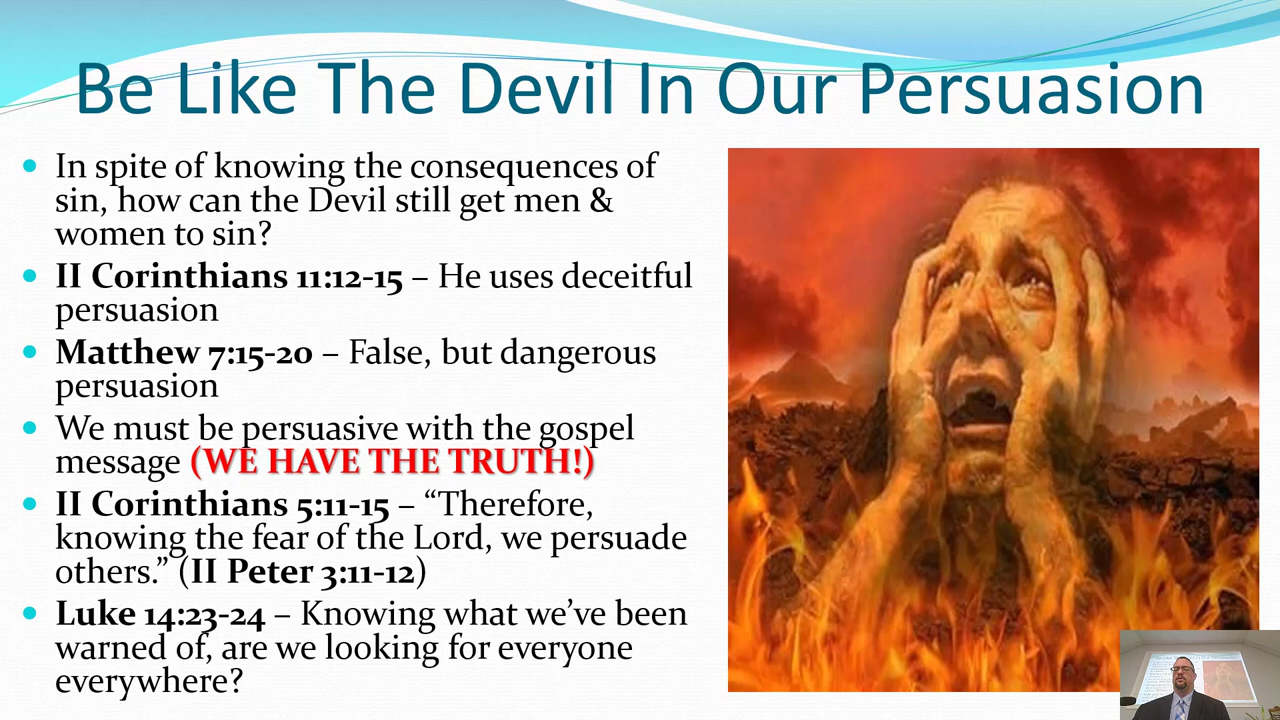 Be Like The Devil In Our Persuasion
In spite of knowing the consequences of
sin, how can the Devil still get men &
women to sin?
II Corinthians 11:12-15 – He uses deceitful
persuasion
Matthew 7:15-20 – False, but dangerous
persuasion
We must be persuasive with the gospel
message (WE HAVE THE TRUTH!)
II Corinthians 5:11-15 – “Therefore,
knowing the fear of the Lord, we persuade
others.” (II Peter 3:11-12)
Luke 14:23-24 – Knowing what we’ve been
warned of, are we looking for everyone
everywhere?